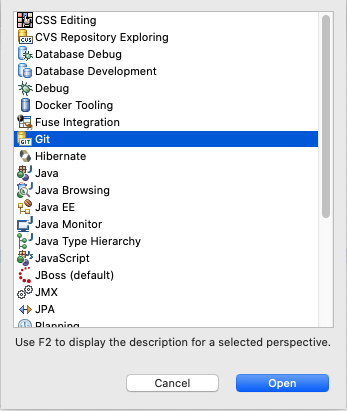 CSS Editing
CVS Repository Exploring
Database Debug
Database Development
Debug
Docker Tooling
Fuse Integration
Git
Hibernate
Java
Java Browsing
Java EE
Java Monitor
Java Type Hierarchy
JavaScript
JBoss (default)
JMX
JPA
Planning
Use F2 to display the description for a selected perspective.
Cancel
Open